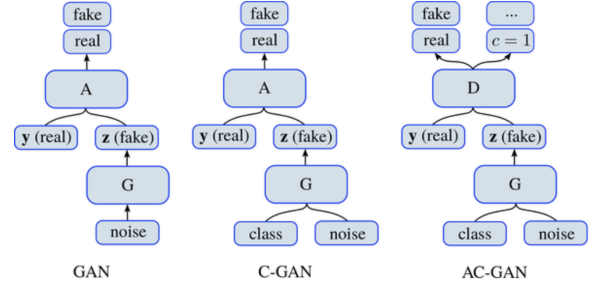 fake
real
A
y (real) z (fake)
G
noise
GAN
fake
real
A
y (real) z (fake)
G
class noise
C-GAN
fake ...
real c = 1
D
y (real) z (fake)
G
class noise
AC-GAN